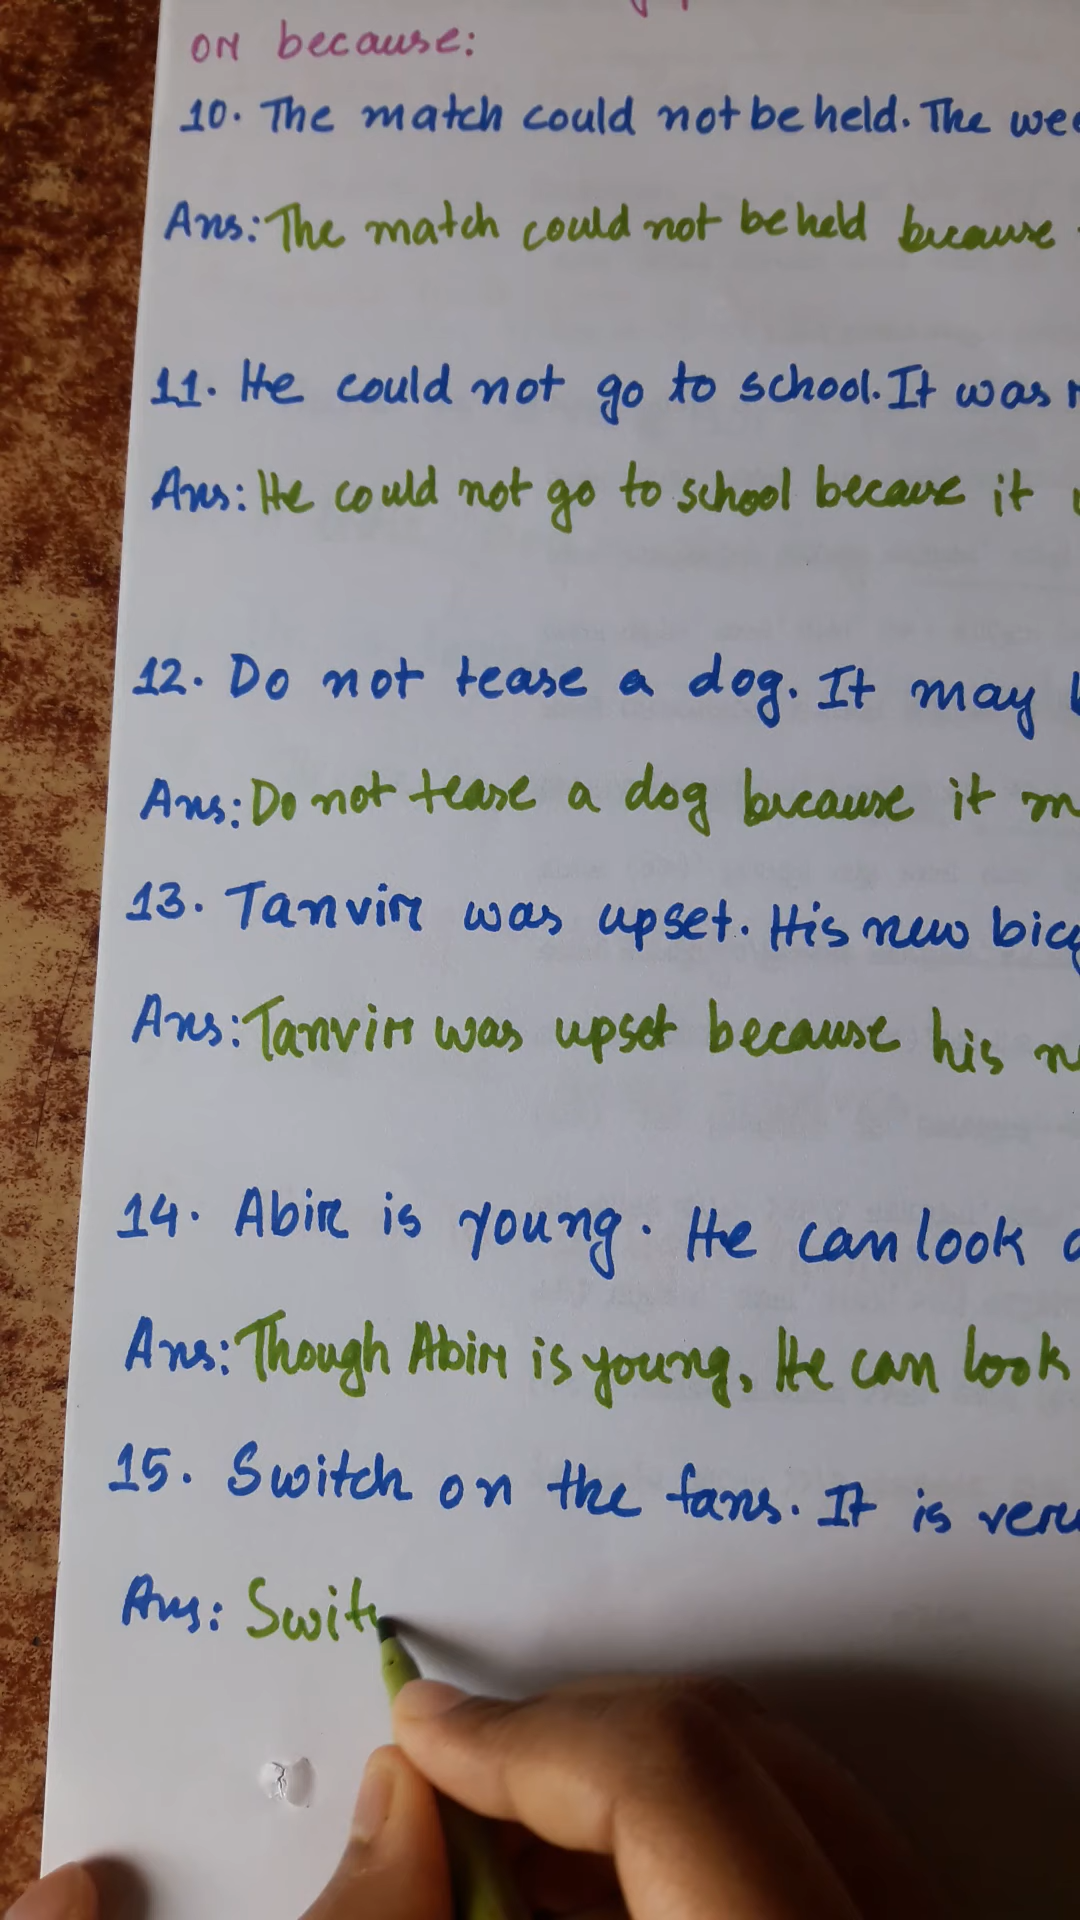 or because:
10. The match could not be held. The
Ans: The match could not be held because
11. He could not go to school. It was
Ans: He could not go to school because it
12. Do not tease a dog. It may
Ans: Do not tease a dog because it
13. Tanvir was upset. His new
Ans: Tanvir was upset because his
14. Abir is young. He can look
Ans: Though Abir is young, He can look
15. Switch on the fans. It is
Ans: Swit